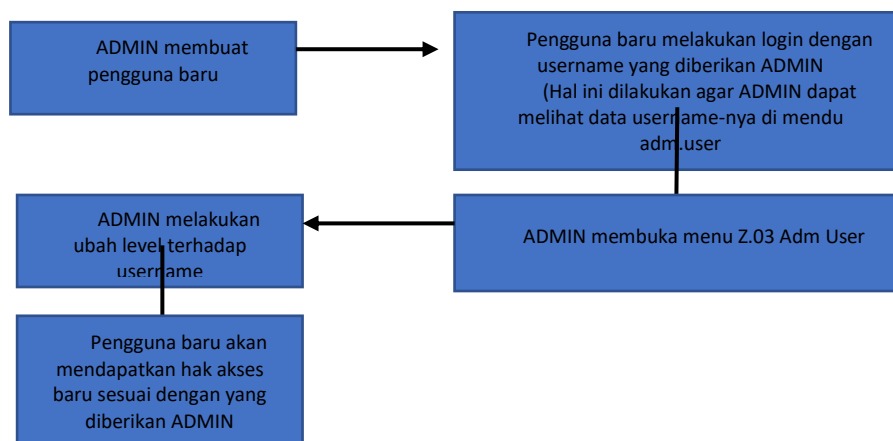 ADMIN membuat
pengguna baru
Pengguna baru melakukan login dengan
username yang diberikan ADMIN
(Hal ini dilakukan agar ADMIN dapat
melihat data username-nya di mendu
adm.user
ADMIN membuka menu Z.03 Adm User
ADMIN melakukan
ubah level terhadap
username
Pengguna baru akan
mendapatkan hak akses
baru sesuai dengan yang
diberikan ADMIN